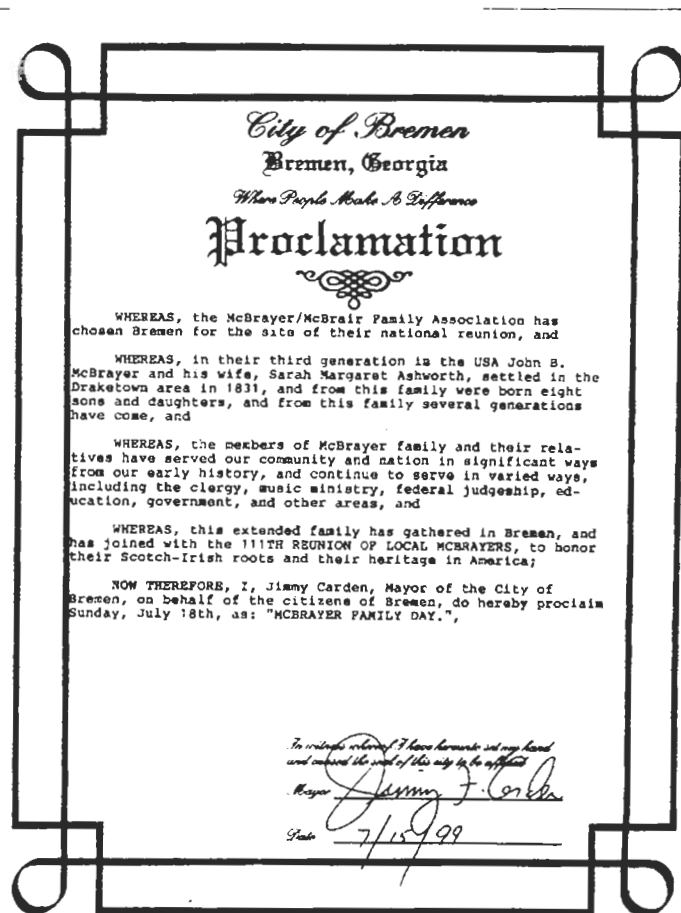 City of Bremen
Bremen, Georgia
Where People Make A Difference
Proclamation
WHEREAS, the McBrayer/McBrair Family Association has
chosen Bremen for the site of their national reunion, and
WHEREAS, in their third generation in the USA John B.
McBrayer and his wife, Sarah Margaret Ashworth, settled in the
Draketown area in 1831, and from this family were born eight
sons and daughters, and from this family several generations
have come, and
WHEREAS, the members of McBrayer family and their rela-
tives have served our community and nation in significant ways
from our early history, and continue to serve in varied ways,
including the clergy, music ministry, federal judgeship, ed-
ucation, government, and other areas, and
WHEREAS, this extended family has gathered in Bremen, and
has joined with the 111TH REUNION OF LOCAL MCBRAYERS, to honor
their Scotch-Irish roots and their heritage in America;
NOW THEREFORE, I, Jimmy Carden, Mayor of the City of
Bremen, on behalf of the citizens of Bremen, do hereby proclaim
Sunday, July 18th, as: "MCBRAYER FAMILY DAY.",
In witness whereof I have hereunto set my hand
and caused the seal of this city to be affixed
Mayor Jimmy F. Carden
Date 7/15/99